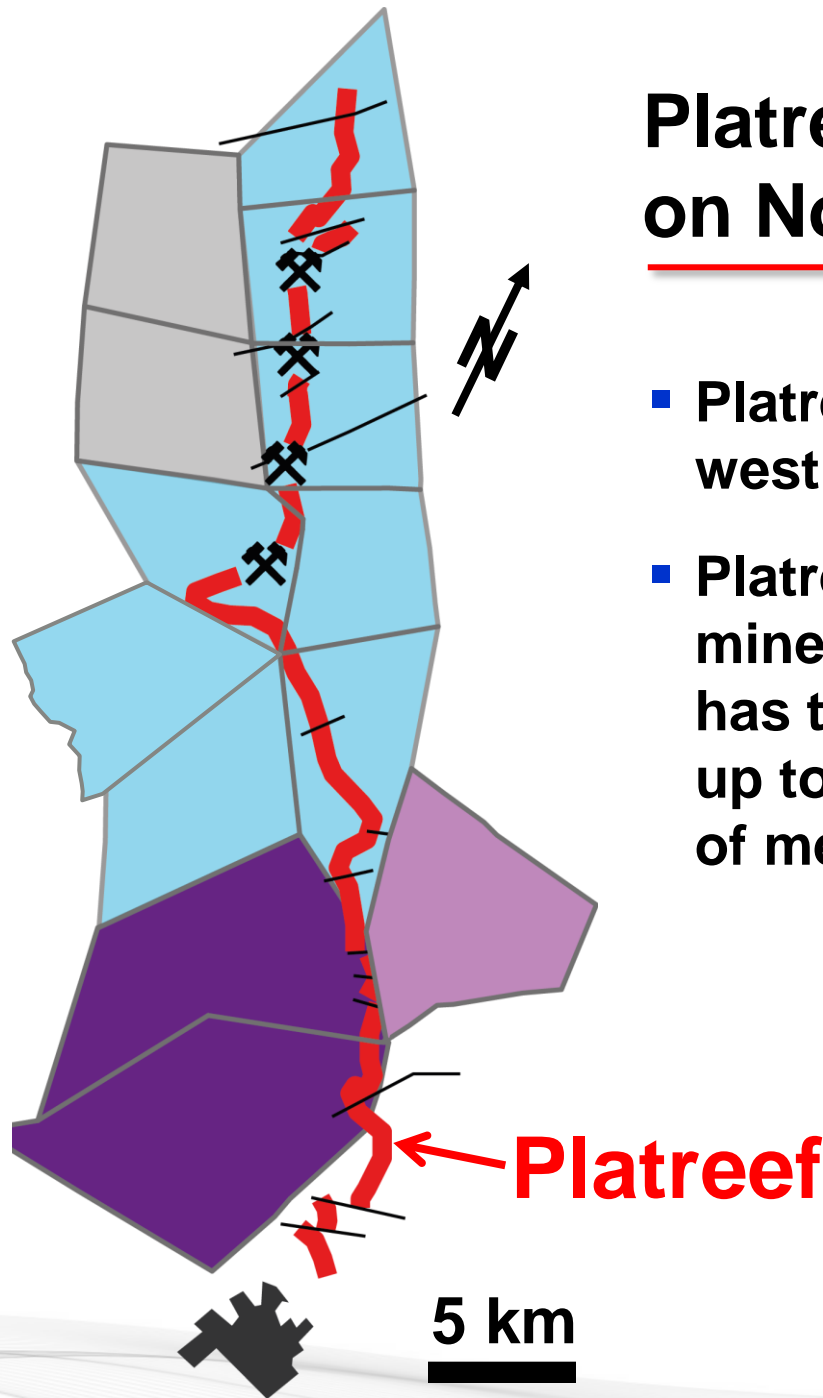 Platre
on No
N
▪ Platre
west
▪ Platre
mine
has t
up to
of me
Platreef
5 km